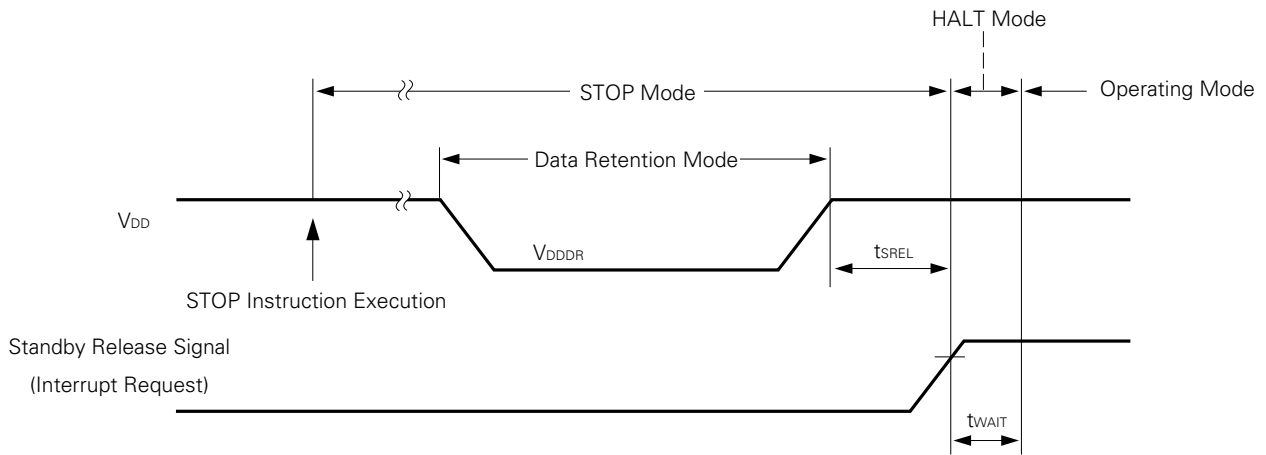 HALT Mode
STOP Mode
Operating Mode
Data Retention Mode
VDD
VDDDR
tSREL
STOP Instruction Execution
Standby Release Signal
(Interrupt Request)
tWAIT